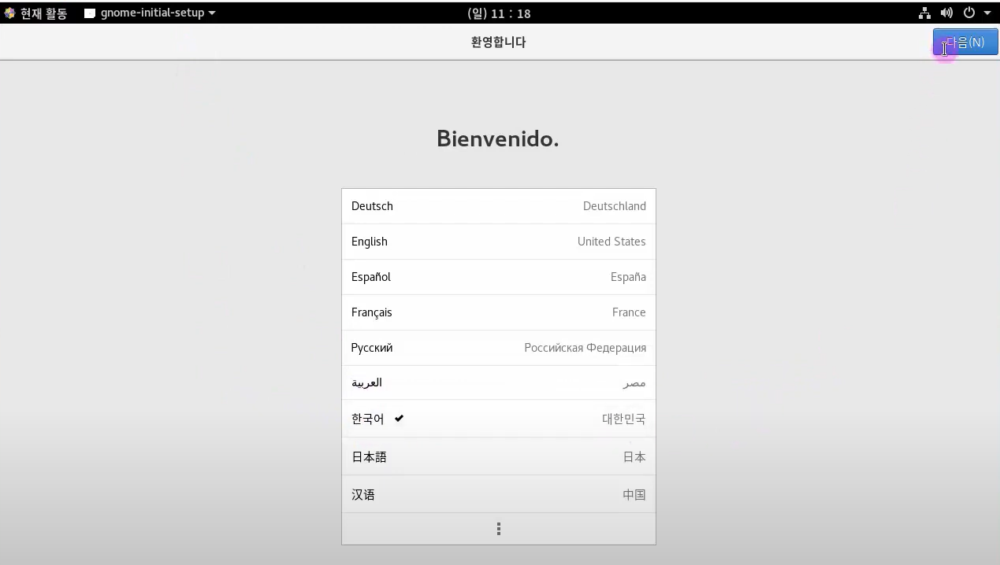 현재 활동 gnome-initial-setup (일) 11 : 18
환영합니다 다음(N)
Bienvenido.
Deutsch Deutschland
English United States
Español España
Français France
Русский Российская Федерация
العربية مصر
한국어 대한민국
日本語 日本
汉语 中国